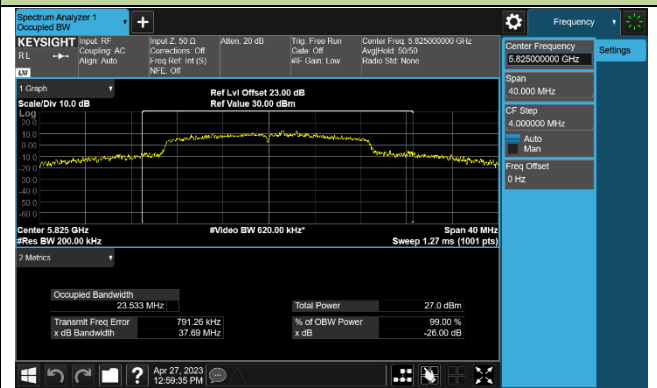 Spectrum Analyzer 1
Occupied BW
Frequency
KEYSIGHT
RL
LXI
Input: RF
Coupling: AC
Align: Auto
Input Z: 50 Ω
Corrections: Off
Freq Ref: Int (S)
NFE: Off
Atten: 20 dB
Trig: Free Run
Gate: Off
#IF Gain: Low
Center Freq: 5.825000000 GHz
Avg|Hold: 50/50
Radio Std: None
Center Frequency
5.825000000 GHz
Settings
Span
40.000 MHz
CF Step
4.000000 MHz
Auto
Man
Freq Offset
0 Hz
1 Graph
Scale/Div 10.0 dB
Ref Lvl Offset 23.00 dB
Ref Value 30.00 dBm
Log
20.0
10.0
0.00
-10.0
-20.0
-30.0
-40.0
-50.0
-60.0
Center 5.825 GHz
#Video BW 620.00 kHz*
Span 40 MHz
#Res BW 200.00 kHz
Sweep 1.27 ms (1001 pts)
2 Metrics
Occupied Bandwidth
23.533 MHz
Total Power
27.0 dBm
Transmit Freq Error
791.26 kHz
% of OBW Power
99.00 %
x dB Bandwidth
37.69 MHz
x dB
-26.00 dB
?
Apr 27, 2023
12:59:35 PM